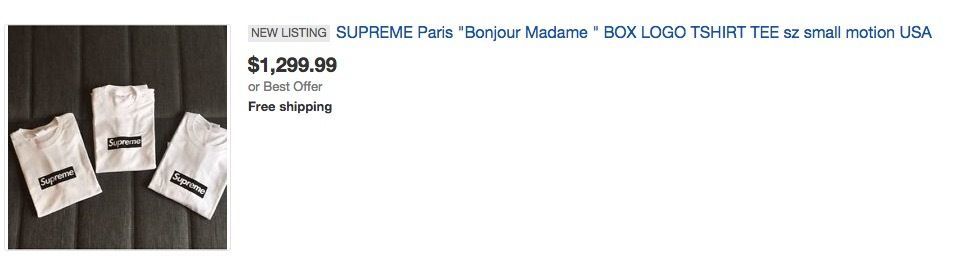 NEW LISTING SUPREME Paris "Bonjour Madame " BOX LOGO TSHIRT TEE sz small motion USA
$1,299.99
or Best Offer
Free shipping
Supreme
Supreme
Supreme